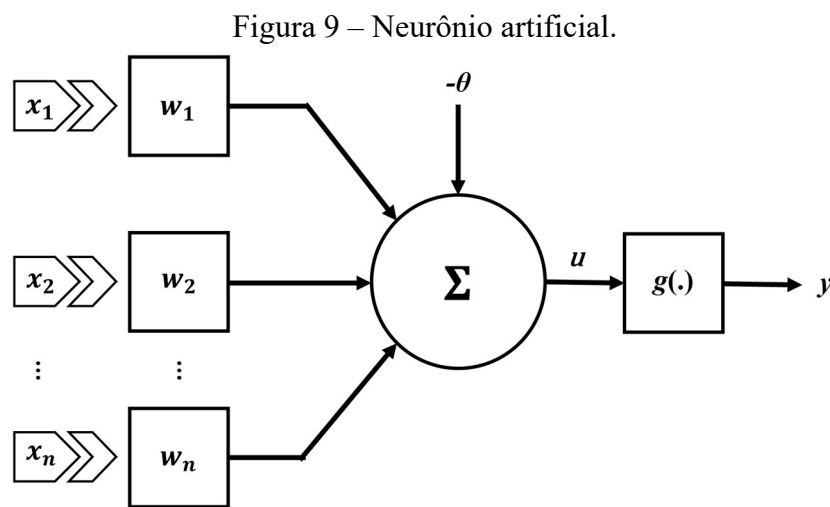 Figura 9 – Neurônio artificial.
-θ
x₁ w₁
x₂ w₂
Σ u g(.) y
⋮ ⋮
xₙ wₙ